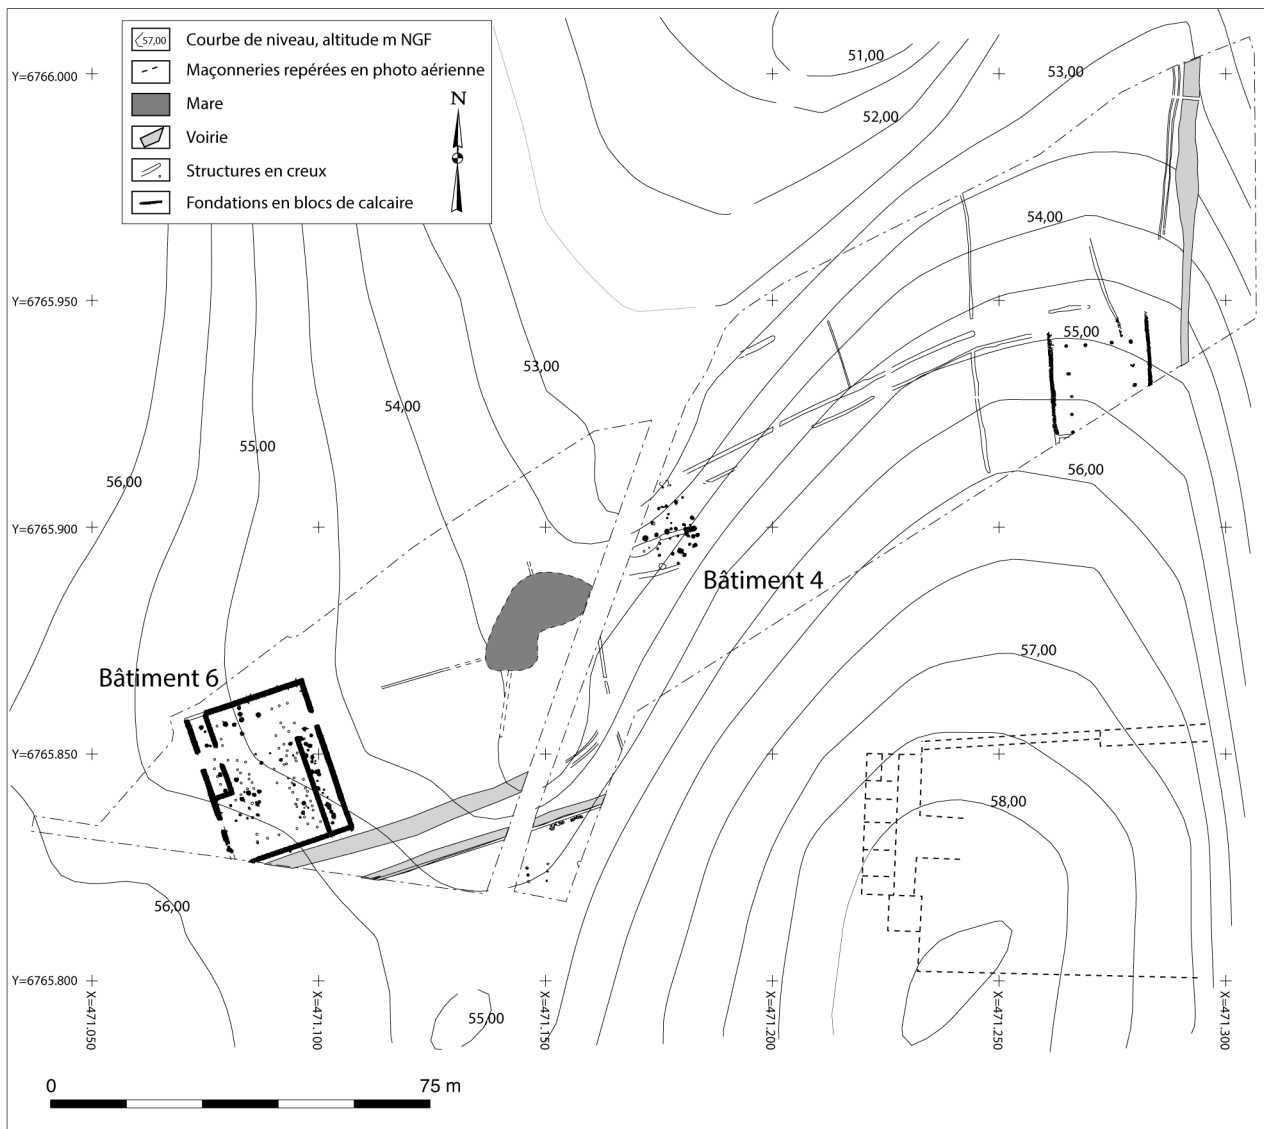 57,00 Courbe de niveau, altitude m NGF
Maçonneries repérées en photo aérienne
Mare
Voirie
Structures en creux
Fondations en blocs de calcaire
N
Y=6766.000
51,00
53,00
52,00
54,00
Y=6765.950
55,00
53,00
54,00
55,00
56,00
56,00
Y=6765.900
Bâtiment 4
57,00
Bâtiment 6
Y=6765.850
58,00
56,00
Y=6765.800
55,00
X=471.050
X=471.100
X=471.150
X=471.200
X=471.250
X=471.300
0 75 m